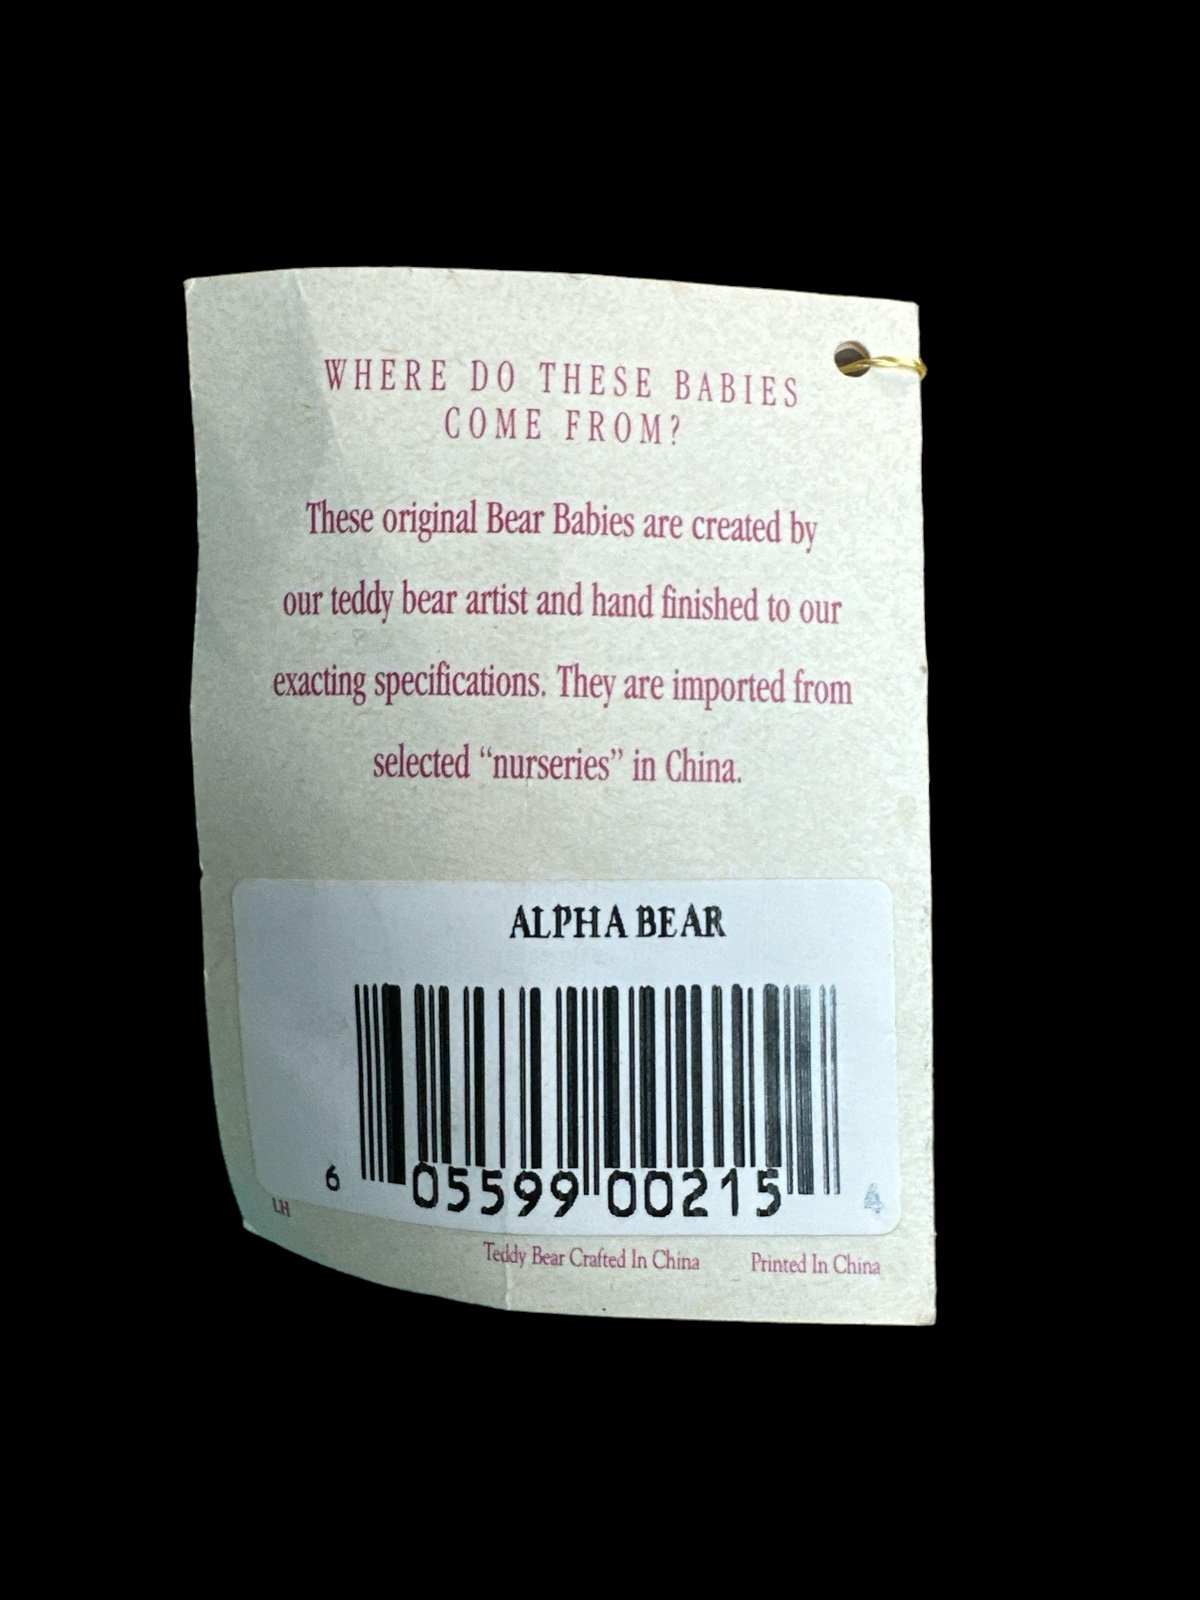 WHERE DO THESE BABIES
COME FROM?
These original Bear Babies are created by
our teddy bear artist and hand finished to our
exacting specifications. They are imported from
selected “nurseries” in China.
ALPHA BEAR
6 05599 00215 4
LH
Teddy Bear Crafted In China Printed In China